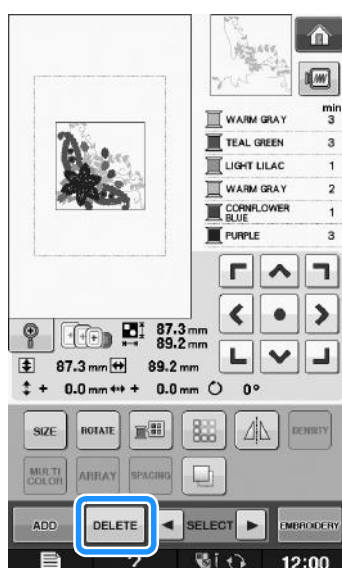 min
WARM GRAY 3
TEAL GREEN 3
LIGHT LILAC 1
WARM GRAY 2
CORNFLOWER
BLUE 1
PURPLE 3
87.3 mm
89.2 mm
87.3 mm 89.2 mm
+ 0.0 mm + 0.0 mm 0°
SIZE ROTATE DENSITY
MULTI
COLOR ARRAY SPACING
ADD DELETE SELECT EMBROIDERY
? 12:00